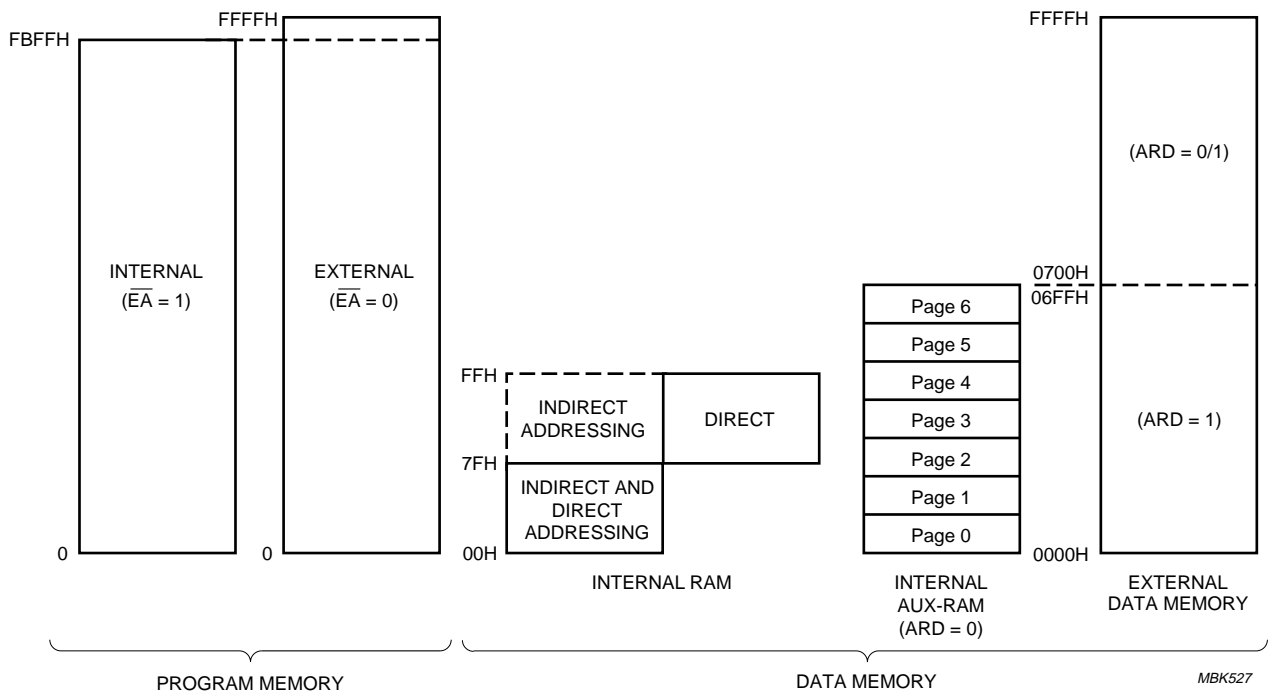 FBFFH
FFFFH
INTERNAL
(EA = 1)
0
EXTERNAL
(EA = 0)
0
PROGRAM MEMORY
FFH
7FH
00H
INDIRECT
ADDRESSING
DIRECT
INDIRECT AND
DIRECT
ADDRESSING
INTERNAL RAM
Page 6
Page 5
Page 4
Page 3
Page 2
Page 1
Page 0
INTERNAL
AUX-RAM
(ARD = 0)
FFFFH
(ARD = 0/1)
0700H
06FFH
(ARD = 1)
0000H
EXTERNAL
DATA MEMORY
DATA MEMORY
MBK527